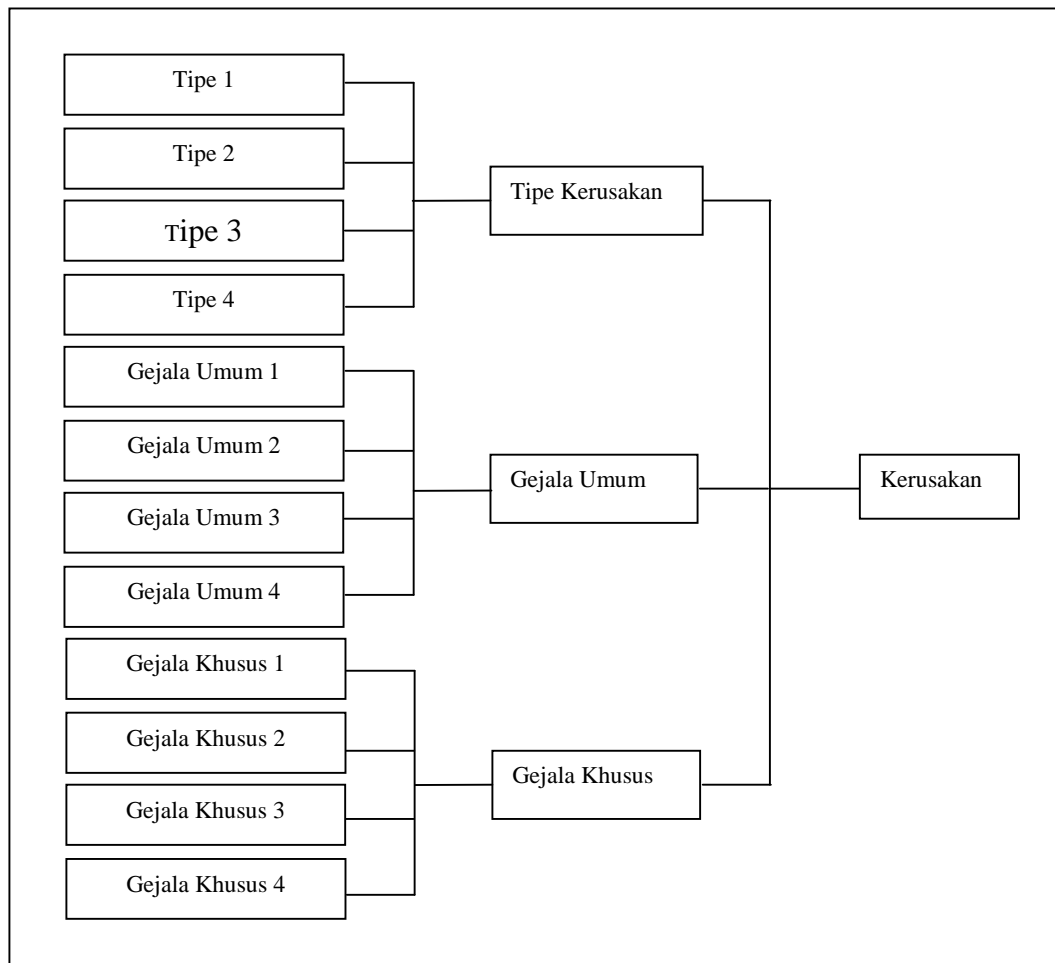 Tipe 1
Tipe 2
Tipe 3
Tipe 4
Gejala Umum 1
Gejala Umum 2
Gejala Umum 3
Gejala Umum 4
Gejala Khusus 1
Gejala Khusus 2
Gejala Khusus 3
Gejala Khusus 4
Tipe Kerusakan
Gejala Umum
Gejala Khusus
Kerusakan